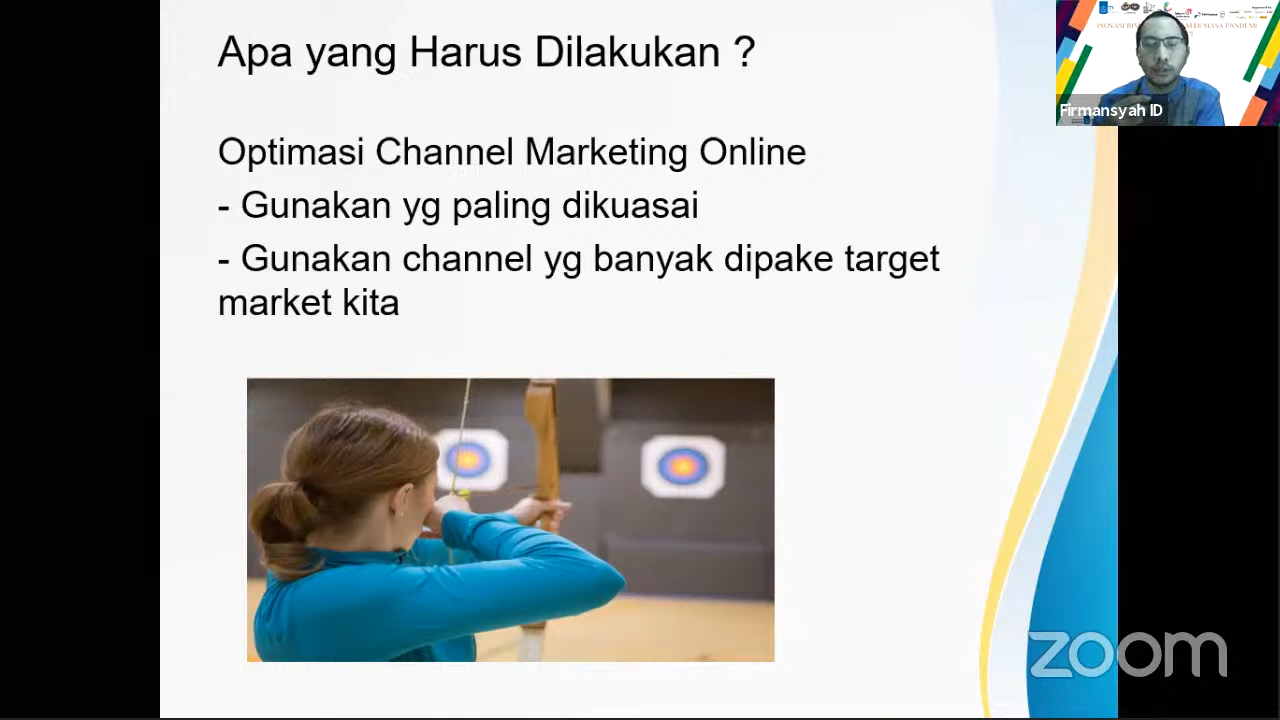 Apa yang Harus Dilakukan ?
Optimasi Channel Marketing Online
- Gunakan yg paling dikuasai
- Gunakan channel yg banyak dipake target
market kita
Firmansyah ID
zoom